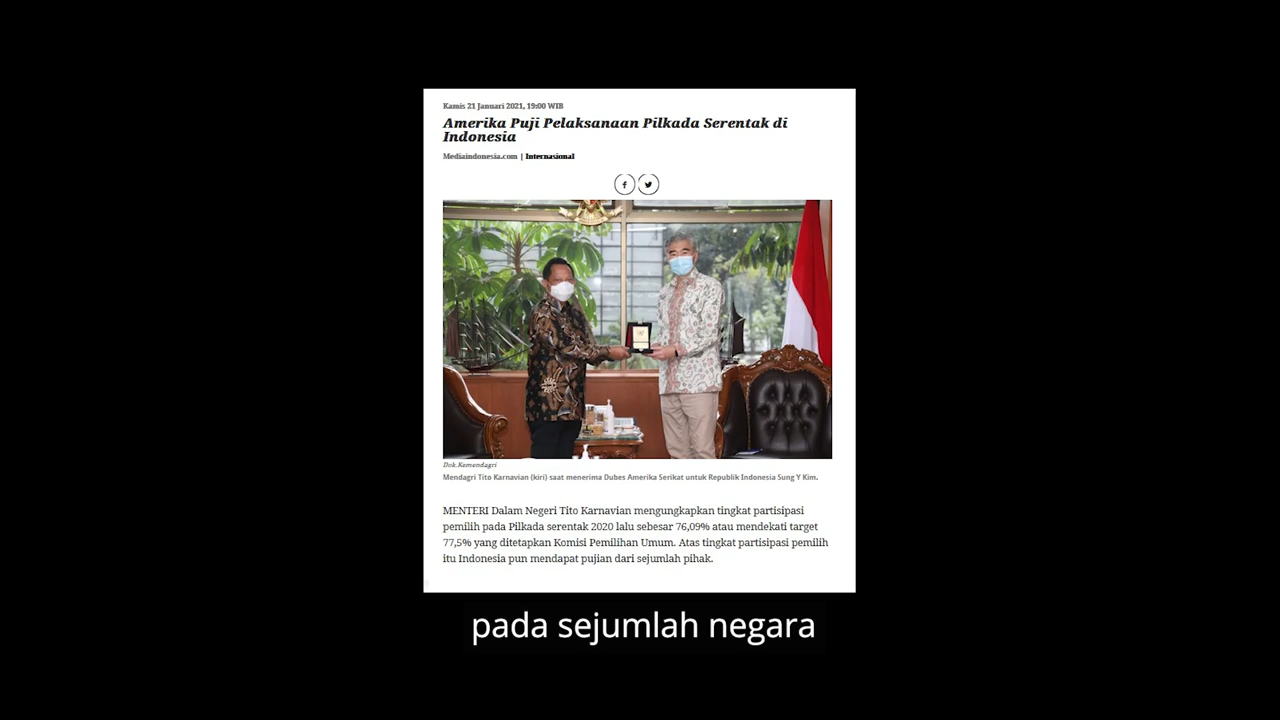 Kamis 21 Januari 2021, 19:00 WIB
Amerika Puji Pelaksanaan Pilkada Serentak di
Indonesia
Mediaindonesia.com | Internasional
Dok.Kemendagri
Mendagri Tito Karnavian (kiri) saat menerima Dubes Amerika Serikat untuk Republik Indonesia Sung Y Kim.
MENTERI Dalam Negeri Tito Karnavian mengungkapkan tingkat partisipasi
pemilih pada Pilkada serentak 2020 lalu sebesar 76,09% atau mendekati target
77,5% yang ditetapkan Komisi Pemilihan Umum. Atas tingkat partisipasi pemilih
itu Indonesia pun mendapat pujian dari sejumlah pihak.
pada sejumlah negara